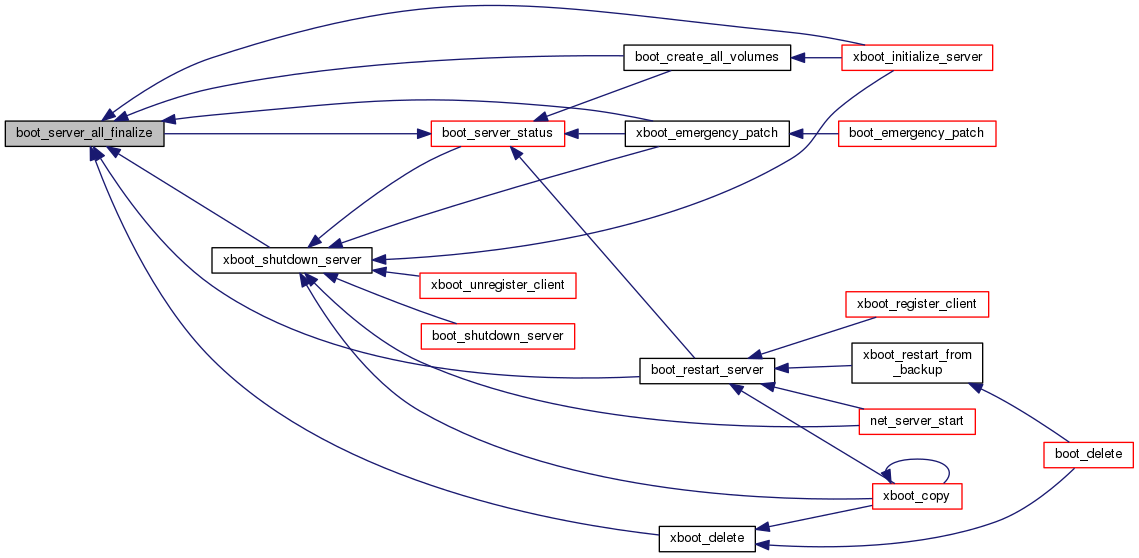 boot_create_all_volumes
xboot_initialize_server
boot_server_all_finalize
boot_server_status
xboot_emergency_patch
boot_emergency_patch
xboot_shutdown_server
xboot_unregister_client
xboot_register_client
boot_shutdown_server
boot_restart_server
xboot_restart_from
_backup
net_server_start
boot_delete
xboot_copy
xboot_delete